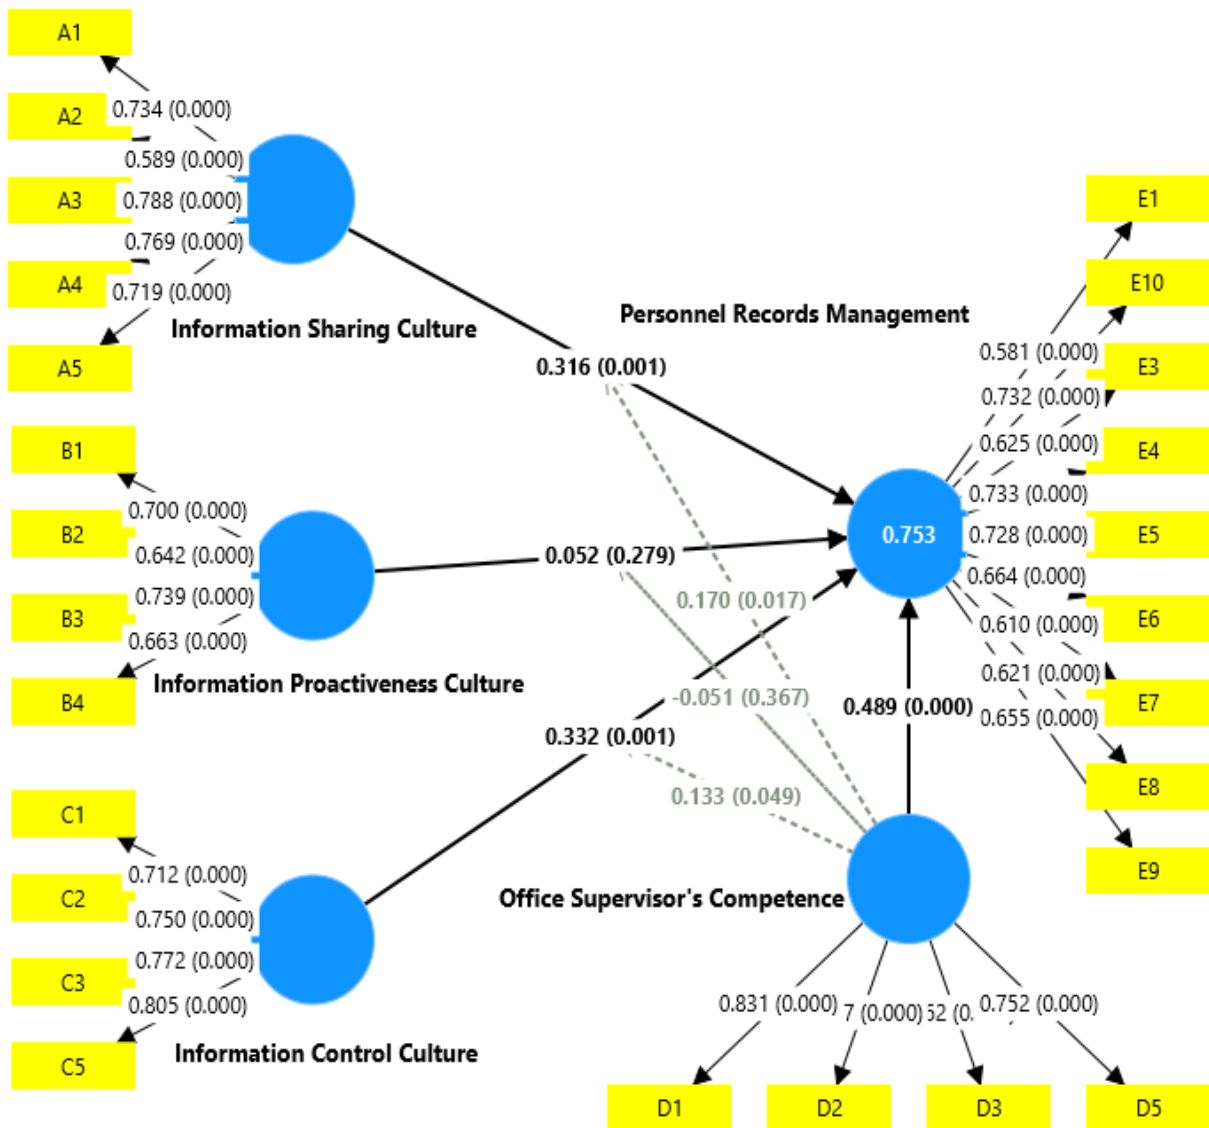 A1
0.734 (0.000)
A2
0.589 (0.000)
A3
0.788 (0.000)
0.769 (0.000)
A4
0.719 (0.000)
A5
Information Sharing Culture
B1
0.700 (0.000)
B2
0.642 (0.000)
0.739 (0.000)
B3
0.663 (0.000)
B4
Information Proactiveness Culture
C1
0.712 (0.000)
C2
0.750 (0.000)
0.772 (0.000)
C3
0.805 (0.000)
C5
Information Control Culture
0.316 (0.001)
0.052 (0.279)
0.332 (0.001)
0.170 (0.017)
-0.051 (0.367)
0.133 (0.049)
0.489 (0.000)
Personnel Records Management
0.753
E1
E10
0.581 (0.000)
E3
0.732 (0.000)
0.625 (0.000)
E4
0.733 (0.000)
0.728 (0.000)
E5
0.664 (0.000)
0.610 (0.000)
E6
0.621 (0.000)
E7
0.655 (0.000)
E8
E9
Office Supervisor's Competence
0.831 (0.000)
7 (0.000)
52 (0.
0.752 (0.000)
D1
D2
D3
D5